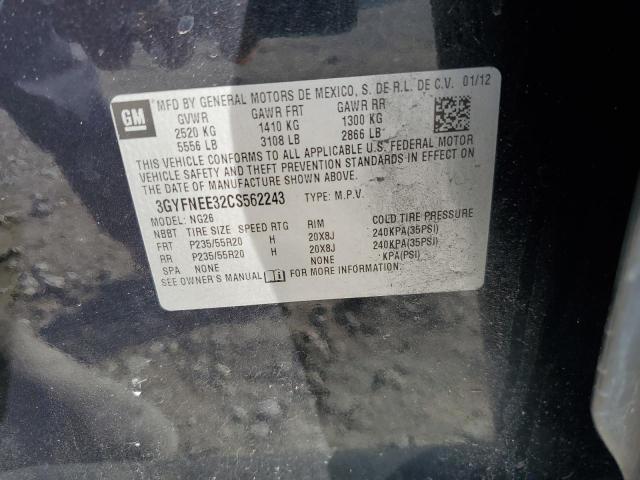 GM
MFD BY GENERAL MOTORS DE MEXICO, S. DE R.L. DE C.V. 01/12
GVWR GAWR FRT GAWR RR
2520 KG 1410 KG 1300 KG
5556 LB 3108 LB 2866 LB
THIS VEHICLE CONFORMS TO ALL APPLICABLE U.S. FEDERAL MOTOR
VEHICLE SAFETY AND THEFT PREVENTION STANDARDS IN EFFECT
ON THE DATE OF MANUFACTURE SHOWN ABOVE.
3GYFNEE32CS562243 TYPE: M.P.V.
MODEL: NG26
NBBT TIRE SIZE SPEED RTG RIM COLD TIRE PRESSURE
FRT P235/55R20 H 20X8J 240KPA(35PSI)
RR P235/55R20 H 20X8J 240KPA(35PSI)
SPA NONE NONE KPA(PSI)
SEE OWNER'S MANUAL FOR MORE INFORMATION.